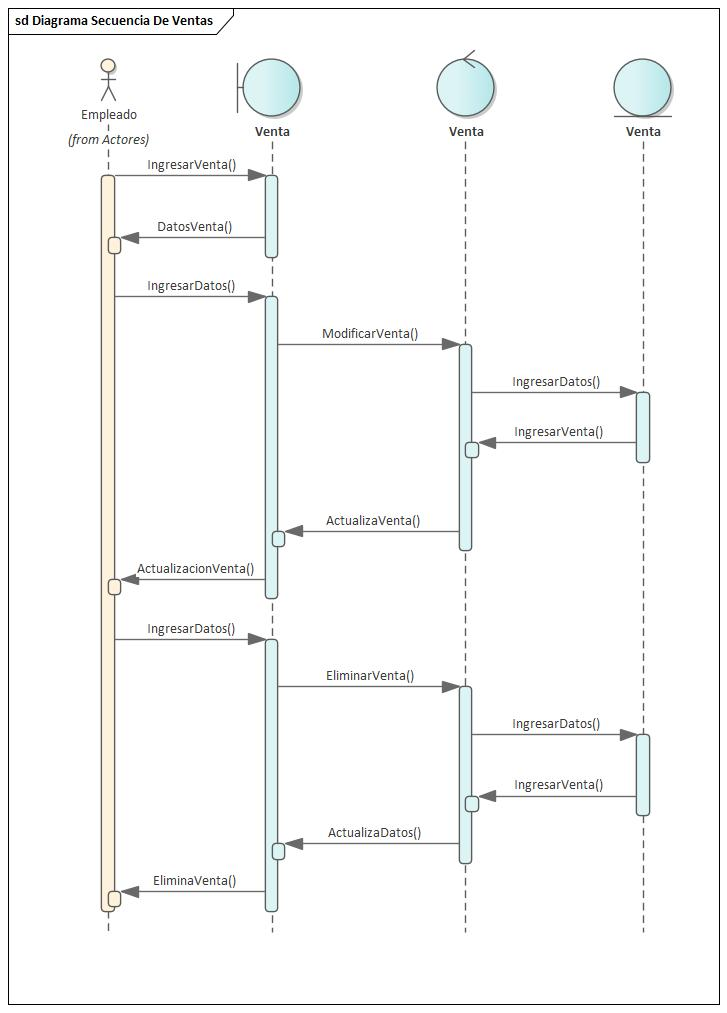 sd Diagrama Secuencia De Ventas
Empleado
(from Actores)
Venta
Venta
Venta
IngresarVenta()
DatosVenta()
IngresarDatos()
ModificarVenta()
IngresarDatos()
IngresarVenta()
ActualizaVenta()
ActualizacionVenta()
IngresarDatos()
EliminarVenta()
IngresarDatos()
IngresarVenta()
ActualizaDatos()
EliminaVenta()